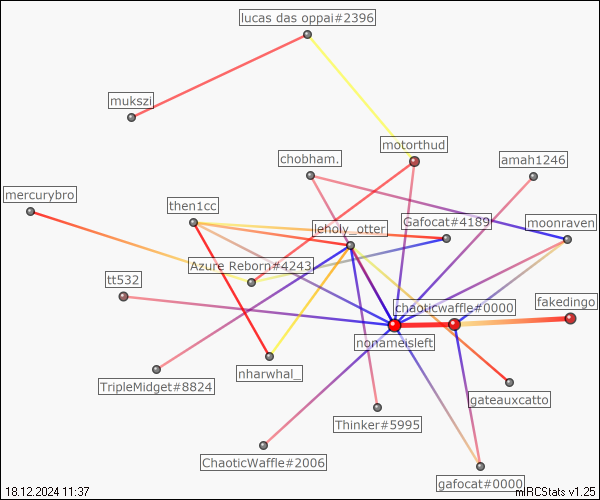 lucas das oppai#2396
mukszi
motorthud
chobham.
amah1246
mercurybro
then1cc
leholy_otter
Gafocat#4189
moonraven
Azure Reborn#4243
tt532
chaoticwaffle#0000
fakedingo
nonameisleft
TripleMidget#8824
nharwhal_
gateauxcatto
Thinker#5995
ChaoticWaffle#2006
gafocat#0000
18.12.2024 11:37
mIRCStats v1.25